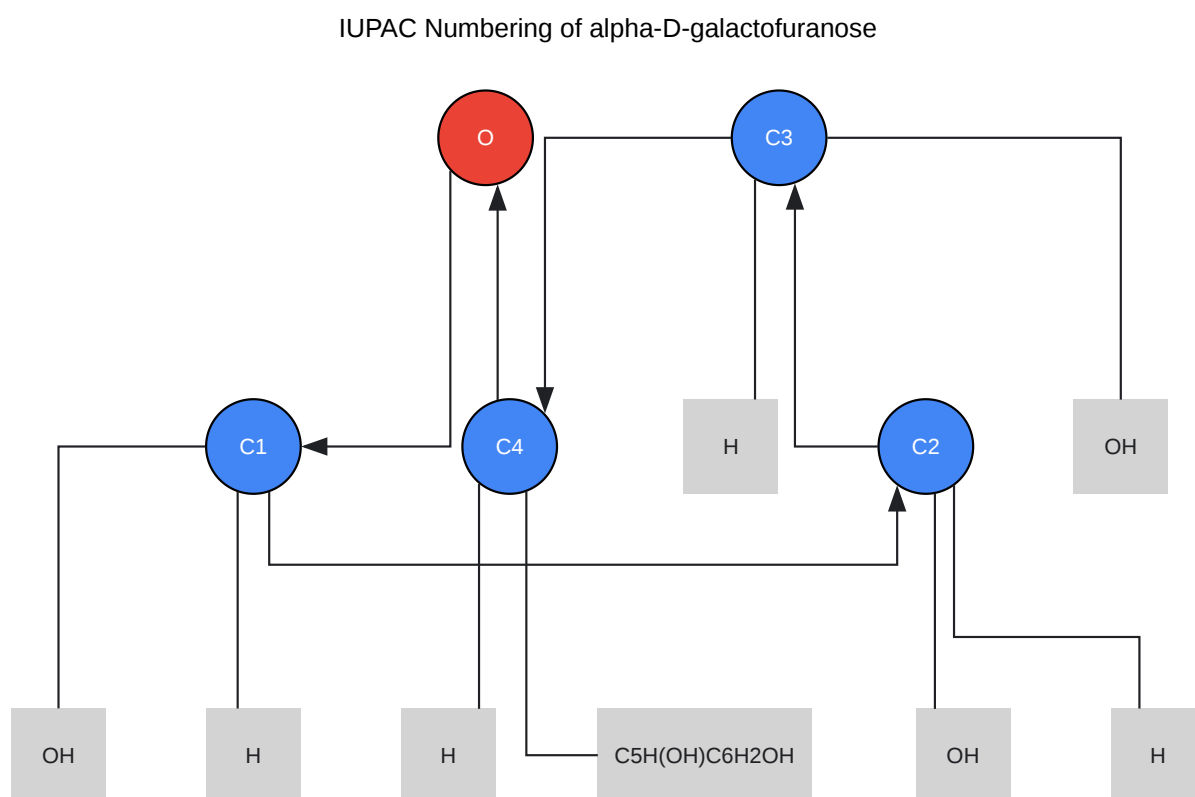 IUPAC Numbering of alpha-D-galactofuranose
O
C3
C1
C4
H
C2
OH
OH
H
H
C5H(OH)C6H2OH
OH
H